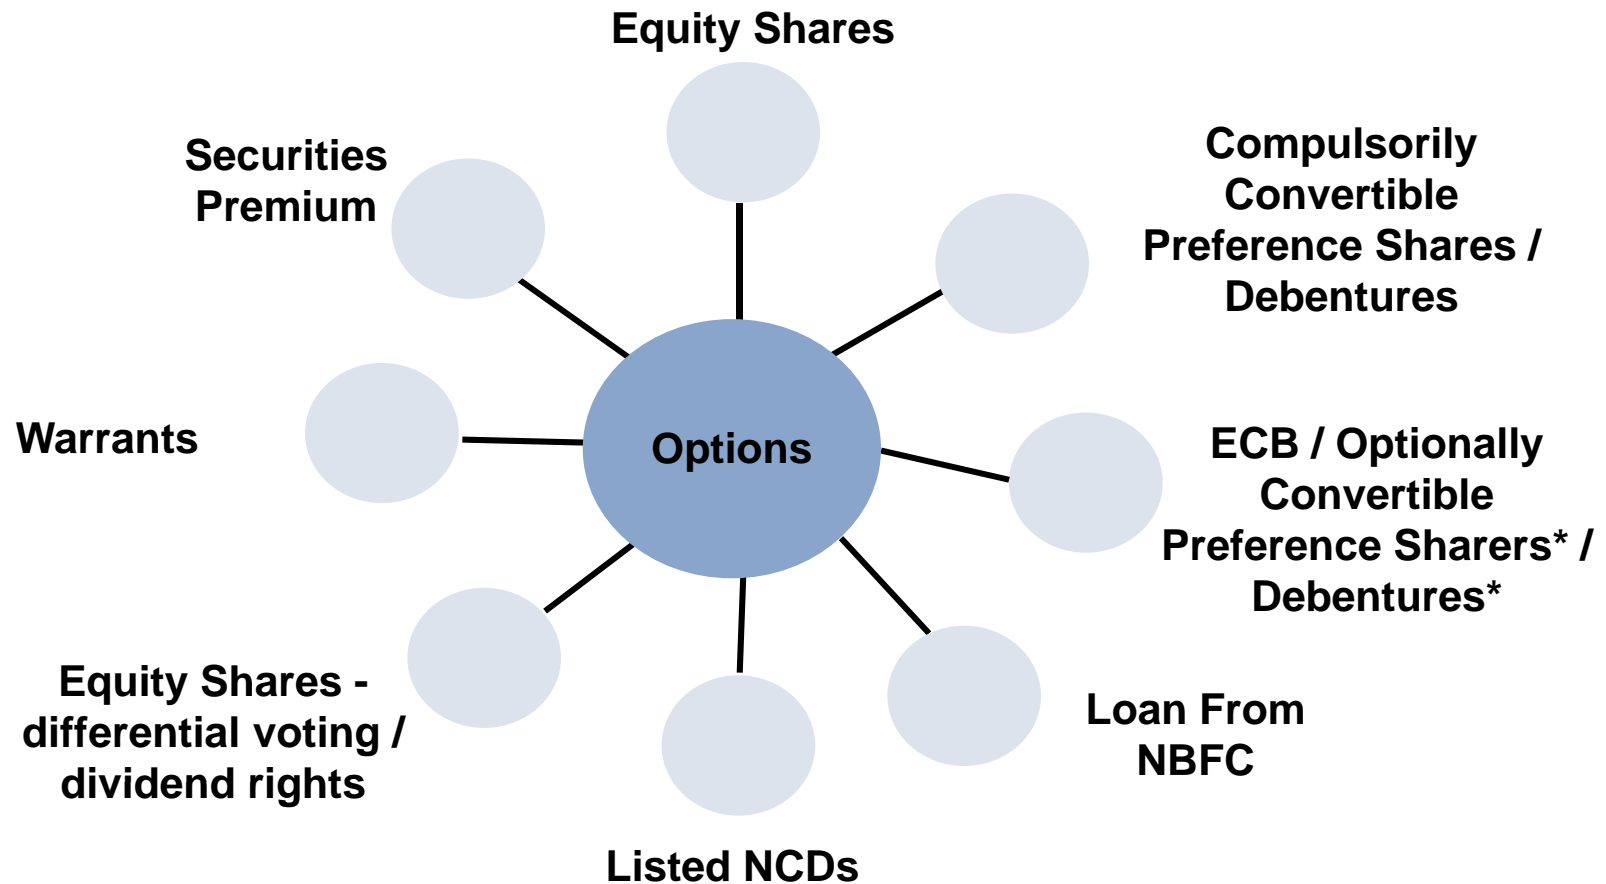 Equity Shares
Compulsorily
Convertible
Preference Shares /
Debentures
Securities
Premium
Warrants
Options
ECB / Optionally
Convertible
Preference Sharers* /
Debentures*
Equity Shares -
differential voting /
dividend rights
Loan From
NBFC
Listed NCDs